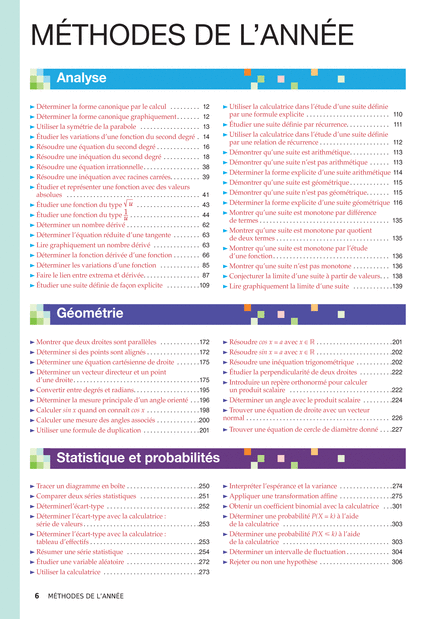 MÉTHODES DE L'ANNÉE
Analyse
► Déterminer la forme canonique par le calcul ......... 12
► Déterminer la forme canonique graphiquement....... 12
► Utiliser la symétrie de la parabole .................. 13
► Étudier les variations d'une fonction du second degré . 14
► Résoudre une équation du second degré ............. 16
► Résoudre une inéquation du second degré ........... 18
► Résoudre une équation irrationnelle................. 38
► Résoudre une inéquation avec racines carrées........ 39
► Étudier et représenter une fonction avec des valeurs
absolues ......................................... 41
► Étudier une fonction du type √u ................... 43
► Étudier une fonction du type 1/u .................... 44
► Déterminer un nombre dérivé ...................... 62
► Déterminer l'équation réduite d'une tangente ........ 63
► Lire graphiquement un nombre dérivé .............. 63
► Déterminer la fonction dérivée d'une fonction ........ 66
► Déterminer les variations d'une fonction ............ 85
► Faire le lien entre extrema et dérivée................. 87
► Étudier une suite définie de façon explicite ..........109
► Utiliser la calculatrice dans l'étude d'une suite définie
par une formule explicite ......................... 110
► Étudier une suite définie par récurrence............. 111
► Utiliser la calculatrice dans l'étude d'une suite définie
par une relation de récurrence ..................... 112
► Démontrer qu'une suite est arithmétique............ 113
► Démontrer qu'une suite n'est pas arithmétique ...... 113
► Déterminer la forme explicite d'une suite arithmétique 114
► Démontrer qu'une suite est géométrique............ 115
► Démontrer qu'une suite n'est pas géométrique....... 115
► Déterminer la forme explicite d'une suite géométrique 116
► Montrer qu'une suite est monotone par différence
de termes ....................................... 135
► Montrer qu'une suite est monotone par quotient
de deux termes .................................. 135
► Montrer qu'une suite est monotone par l'étude
d'une fonction................................... 136
► Montrer qu'une suite n'est pas monotone ........... 136
► Conjecturer la limite d'une suite à partir de valeurs... 138
► Lire graphiquement la limite d'une suite ............139
Géométrie
► Montrer que deux droites sont parallèles ............172
► Déterminer si des points sont alignés................172
► Déterminer une équation cartésienne de droite .......175
► Déterminer un vecteur directeur et un point
d'une droite......................................175
► Convertir entre degrés et radians....................195
► Déterminer la mesure principale d'un angle orienté ...196
► Calculer sin x quand on connaît cos x ................198
► Calculer une mesure des angles associés .............200
► Utiliser une formule de duplication .................201
► Résoudre cos x = a avec x ∈ ℝ .......................201
► Résoudre sin x = a avec x ∈ ℝ .......................202
► Résoudre une inéquation trigonométrique ..........202
► Étudier la perpendicularité de deux droites ..........222
► Introduire un repère orthonormé pour calculer
un produit scalaire ...............................222
► Déterminer un angle avec le produit scalaire .........224
► Trouver une équation de droite avec un vecteur
normal ........................................... 226
► Trouver une équation de cercle de diamètre donné ....227
Statistique et probabilités
► Tracer un diagramme en boîte ......................250
► Comparer deux séries statistiques ..................251
► Déterminerl'écart-type ............................252
► Déterminer l'écart-type avec la calculatrice :
série de valeurs...................................253
► Déterminer l'écart-type avec la calculatrice :
tableau d'effectifs.................................253
► Résumer une série statistique ......................254
► Étudier une variable aléatoire ......................272
► Utiliser la calculatrice .............................273
► Interpréter l'espérance et la variance ................274
► Appliquer une transformation affine ................275
► Obtenir un coefficient binomial avec la calculatrice ...301
► Déterminer une probabilité P(X = k) à l'aide
de la calculatrice .................................303
► Déterminer une probabilité P(X ⩽ k) à l'aide
de la calculatrice ................................ 303
► Déterminer un intervalle de fluctuation............. 304
► Rejeter ou non une hypothèse ..................... 306
6 MÉTHODES DE L'ANNÉE